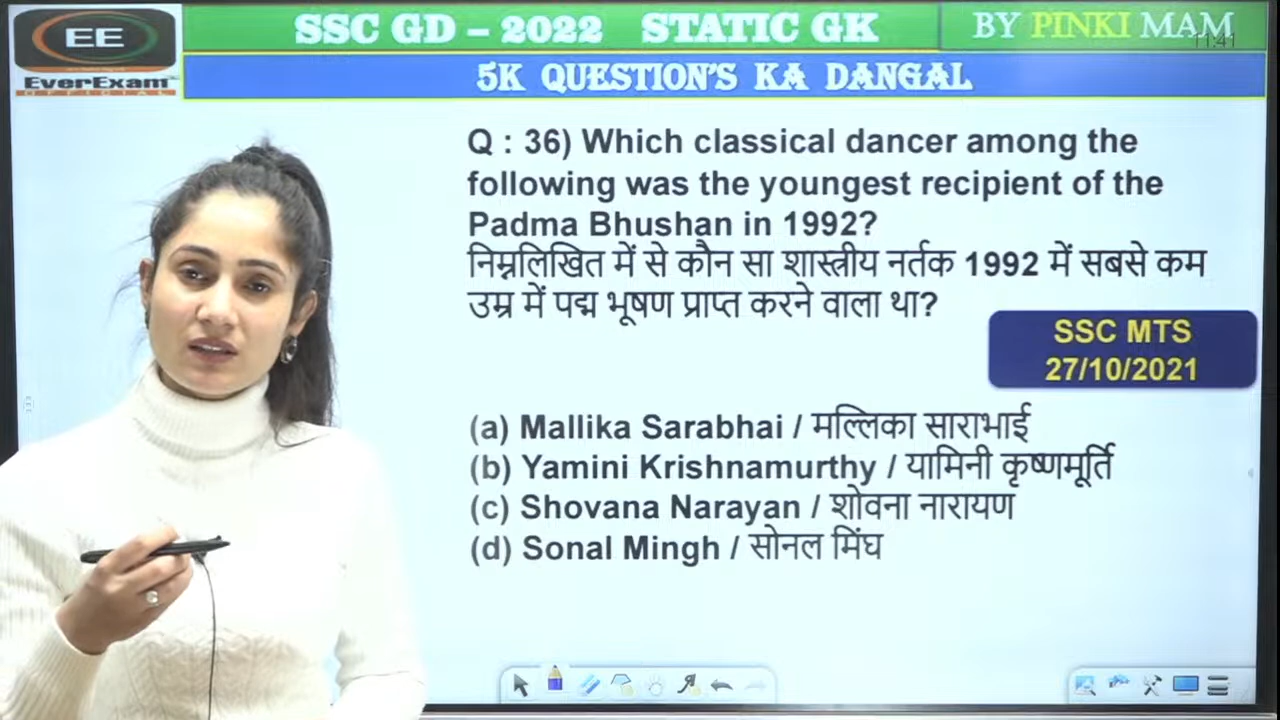 EE
EverExam
OFFICIAL
SSC GD – 2022 STATIC GK
BY PINKI MAM
11:41
5K QUESTION'S KA DANGAL
Q : 36) Which classical dancer among the
following was the youngest recipient of the
Padma Bhushan in 1992?
निम्नलिखित में से कौन सा शास्त्रीय नर्तक 1992 में सबसे कम
उम्र में पद्म भूषण प्राप्त करने वाला था?
SSC MTS
27/10/2021
(a) Mallika Sarabhai / मल्लिका साराभाई
(b) Yamini Krishnamurthy / यामिनी कृष्णमूर्ति
(c) Shovana Narayan / शोवना नारायण
(d) Sonal Mingh / सोनल मिंघ